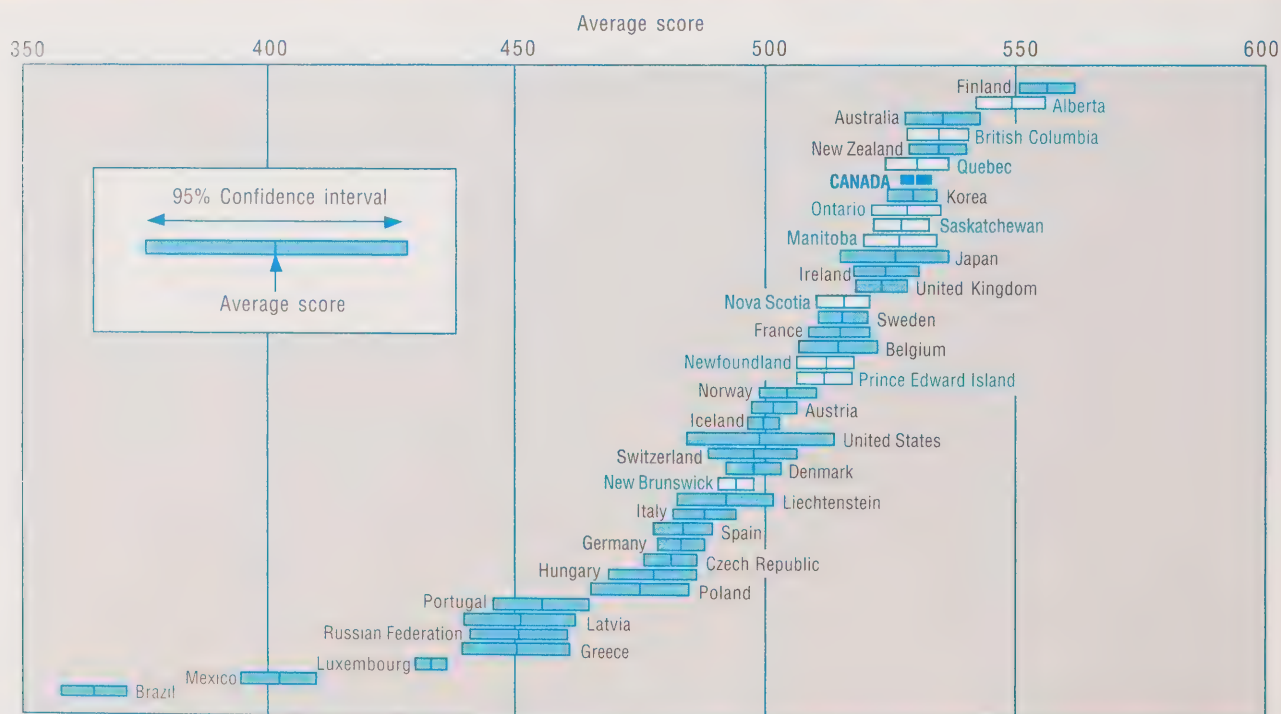 Average score
350 400 450 500 550 600
Finland
Alberta
Australia
British Columbia
New Zealand
Quebec
95% Confidence interval
CANADA
Korea
Ontario
Saskatchewan
Manitoba
Japan
Ireland
United Kingdom
Average score
Nova Scotia
Sweden
France
Belgium
Newfoundland
Prince Edward Island
Norway
Austria
Iceland
United States
Switzerland
Denmark
New Brunswick
Liechtenstein
Italy
Spain
Germany
Czech Republic
Hungary
Poland
Portugal
Latvia
Russian Federation
Greece
Luxembourg
Mexico
Brazil